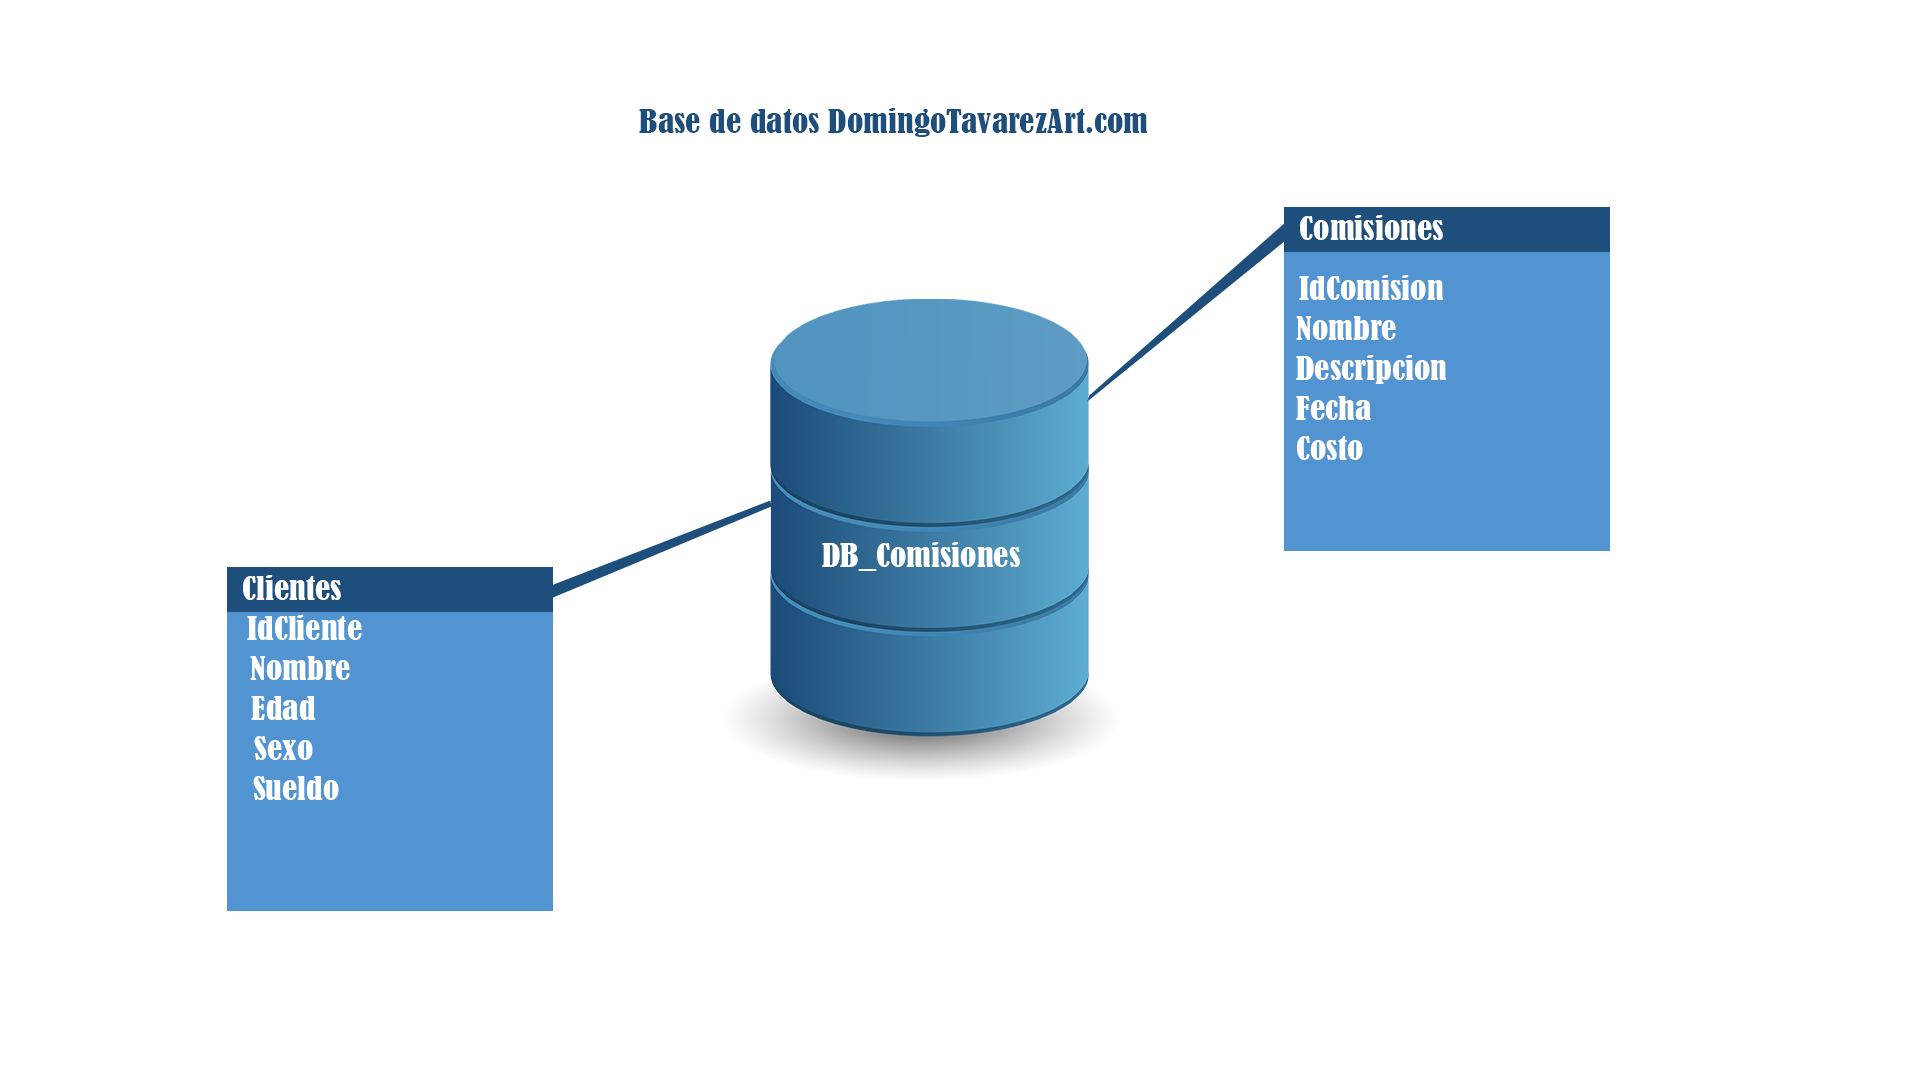 Base de datos DomingoTavarezArt.com
Comisiones
IdComision
Nombre
Descripcion
Fecha
Costo
DB_Comisiones
Clientes
IdCliente
Nombre
Edad
Sexo
Sueldo